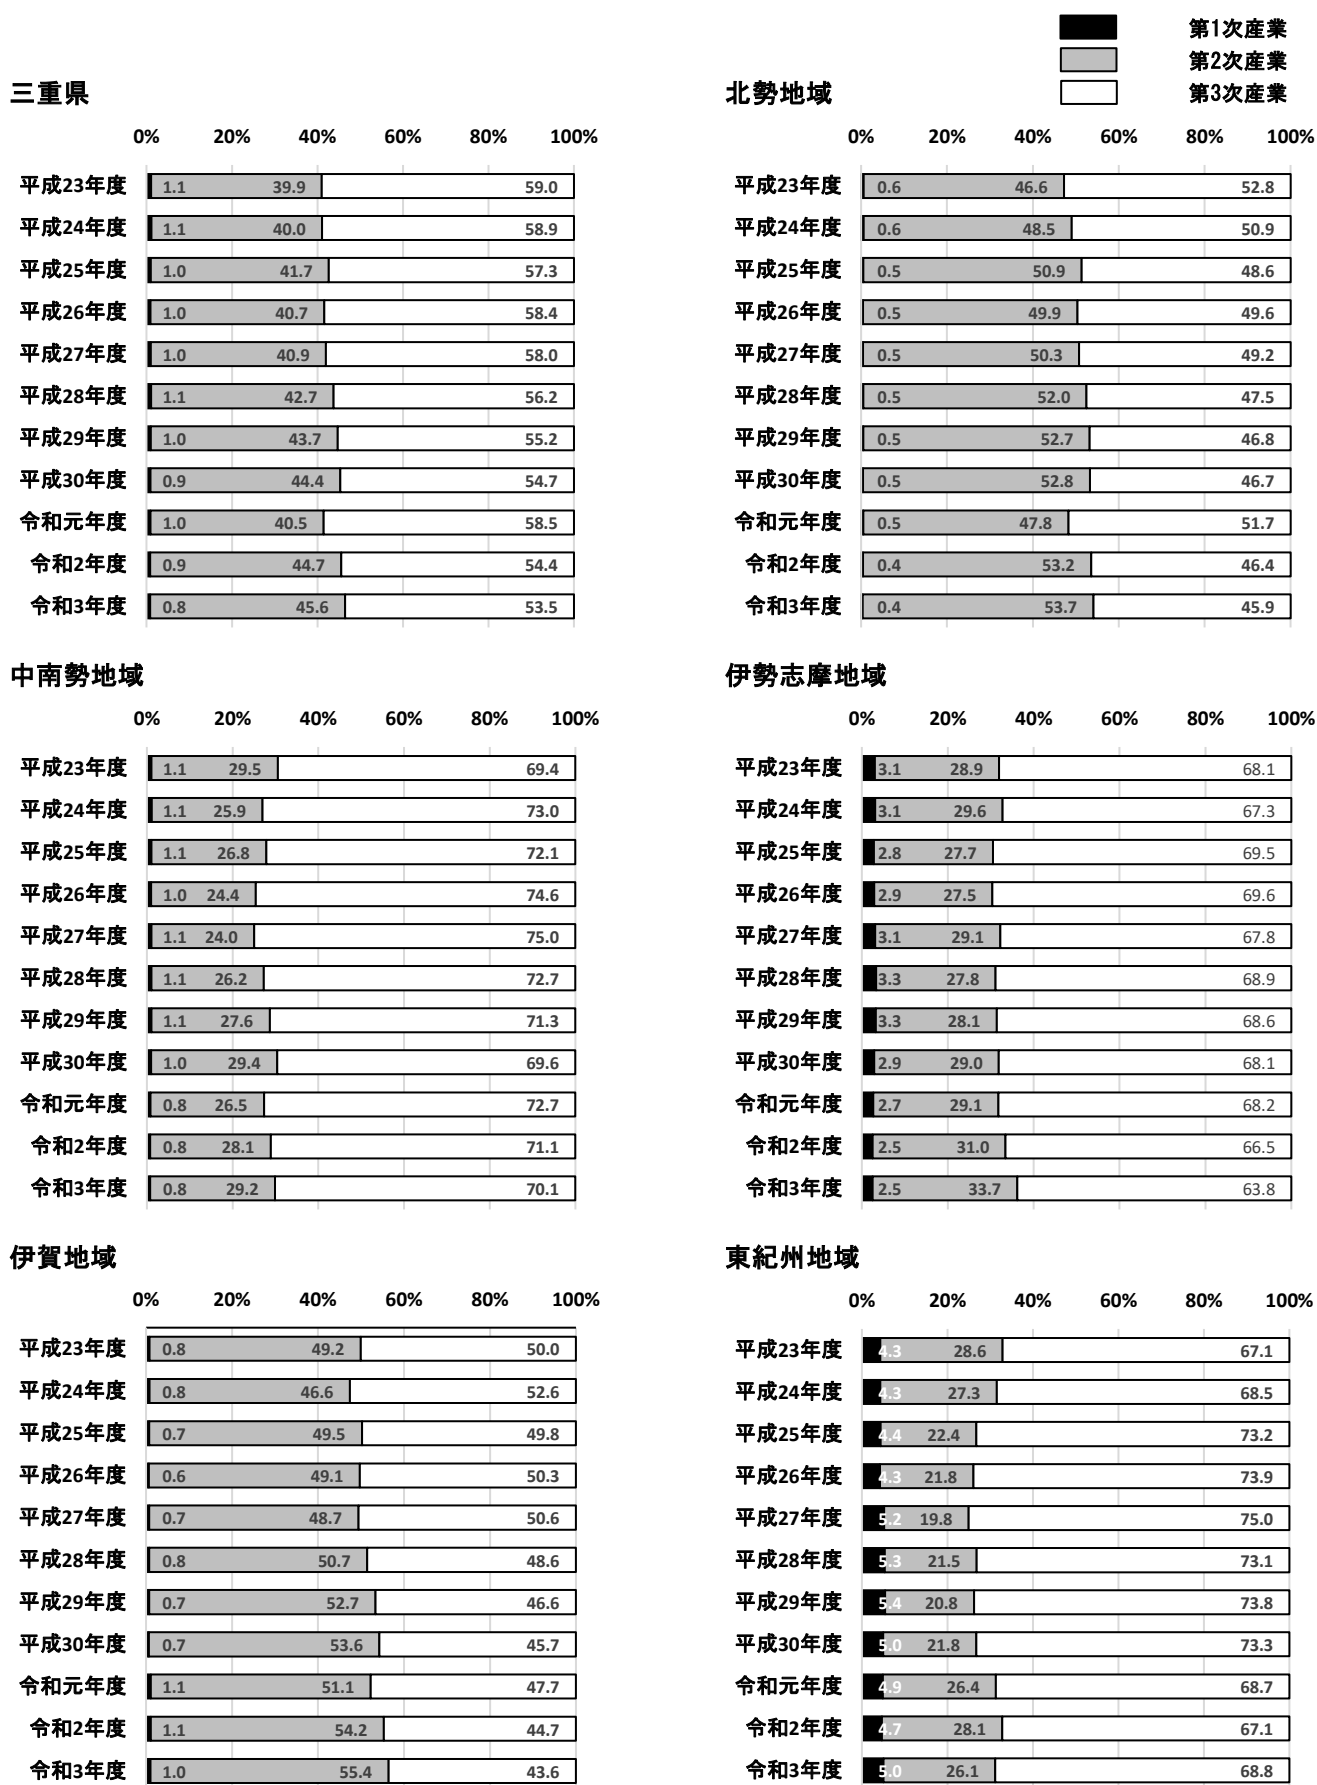 第1次産業
第2次産業
第3次産業
三重県
0% 20% 40% 60% 80% 100%
平成23年度 1.1 39.9 59.0
平成24年度 1.1 40.0 58.9
平成25年度 1.0 41.7 57.3
平成26年度 1.0 40.7 58.4
平成27年度 1.0 40.9 58.0
平成28年度 1.1 42.7 56.2
平成29年度 1.0 43.7 55.2
平成30年度 0.9 44.4 54.7
令和元年度 1.0 40.5 58.5
令和2年度 0.9 44.7 54.4
令和3年度 0.8 45.6 53.5
北勢地域
0% 20% 40% 60% 80% 100%
平成23年度 0.6 46.6 52.8
平成24年度 0.6 48.5 50.9
平成25年度 0.5 50.9 48.6
平成26年度 0.5 49.9 49.6
平成27年度 0.5 50.3 49.2
平成28年度 0.5 52.0 47.5
平成29年度 0.5 52.7 46.8
平成30年度 0.5 52.8 46.7
令和元年度 0.5 47.8 51.7
令和2年度 0.4 53.2 46.4
令和3年度 0.4 53.7 45.9
中南勢地域
0% 20% 40% 60% 80% 100%
平成23年度 1.1 29.5 69.4
平成24年度 1.1 25.9 73.0
平成25年度 1.1 26.8 72.1
平成26年度 1.0 24.4 74.6
平成27年度 1.1 24.0 75.0
平成28年度 1.1 26.2 72.7
平成29年度 1.1 27.6 71.3
平成30年度 1.0 29.4 69.6
令和元年度 0.8 26.5 72.7
令和2年度 0.8 28.1 71.1
令和3年度 0.8 29.2 70.1
伊勢志摩地域
0% 20% 40% 60% 80% 100%
平成23年度 3.1 28.9 68.1
平成24年度 3.1 29.6 67.3
平成25年度 2.8 27.7 69.5
平成26年度 2.9 27.5 69.6
平成27年度 3.1 29.1 67.8
平成28年度 3.3 27.8 68.9
平成29年度 3.3 28.1 68.6
平成30年度 2.9 29.0 68.1
令和元年度 2.7 29.1 68.2
令和2年度 2.5 31.0 66.5
令和3年度 2.5 33.7 63.8
伊賀地域
0% 20% 40% 60% 80% 100%
平成23年度 0.8 49.2 50.0
平成24年度 0.8 46.6 52.6
平成25年度 0.7 49.5 49.8
平成26年度 0.6 49.1 50.3
平成27年度 0.7 48.7 50.6
平成28年度 0.8 50.7 48.6
平成29年度 0.7 52.7 46.6
平成30年度 0.7 53.6 45.7
令和元年度 1.1 51.1 47.7
令和2年度 1.1 54.2 44.7
令和3年度 1.0 55.4 43.6
東紀州地域
0% 20% 40% 60% 80% 100%
平成23年度 4.3 28.6 67.1
平成24年度 4.3 27.3 68.5
平成25年度 4.4 22.4 73.2
平成26年度 4.3 21.8 73.9
平成27年度 5.2 19.8 75.0
平成28年度 5.3 21.5 73.1
平成29年度 5.4 20.8 73.8
平成30年度 5.0 21.8 73.3
令和元年度 4.9 26.4 68.7
令和2年度 4.7 28.1 67.1
令和3年度 5.0 26.1 68.8